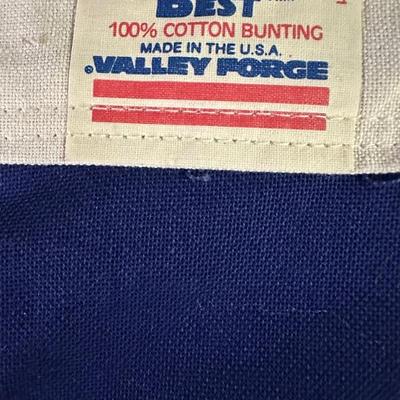 BEST
100% COTTON BUNTING
MADE IN THE U.S.A.
®VALLEY FORGE